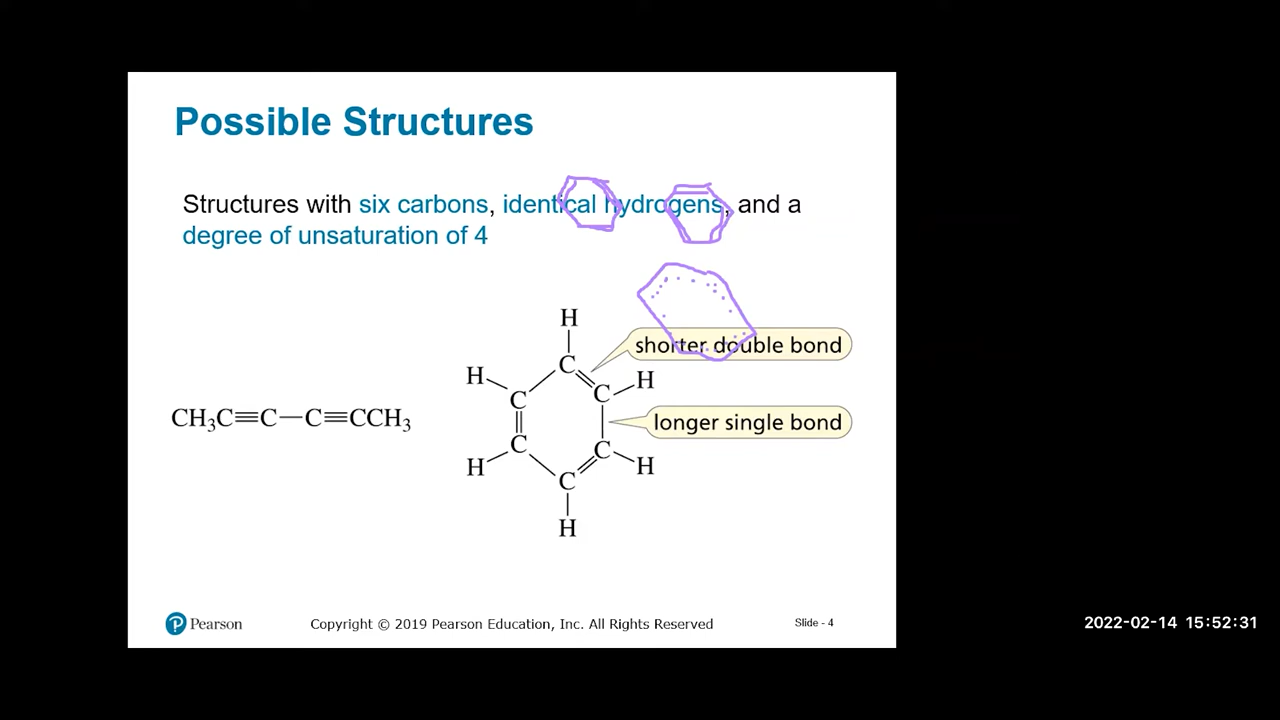 Possible Structures
Structures with six carbons, identical hydrogens, and a
degree of unsaturation of 4
H
shorter double bond
H
C
H
C
C
CH₃C≡C—C≡CCH₃
longer single bond
C
C
H
C
H
H
Pearson
Copyright © 2019 Pearson Education, Inc. All Rights Reserved
Slide - 4
2022-02-14 15:52:31